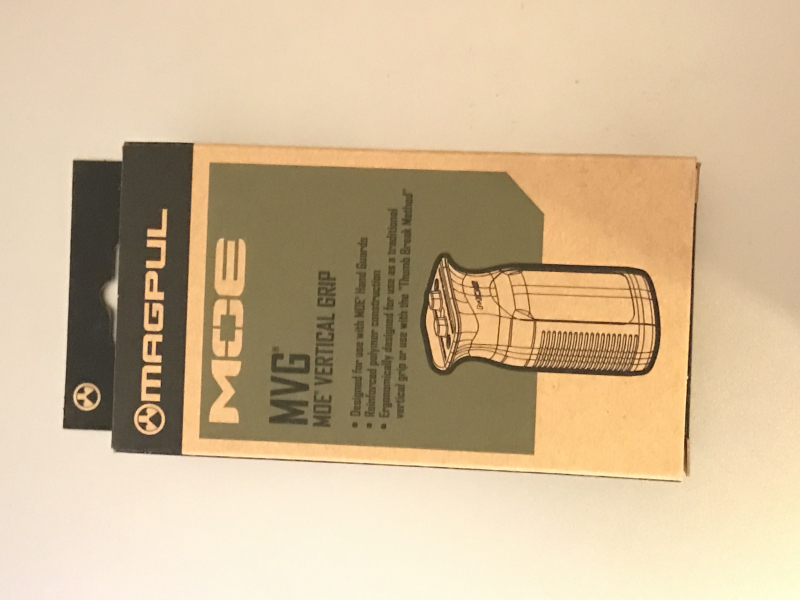 MAGPUL
MOE
MVG®
MOE® VERTICAL GRIP
▪ Designed for use with MOE® Hand Guards
▪ Reinforced polymer construction
▪ Ergonomically designed for use as a traditional
vertical grip or use with the "Thumb Break Method"